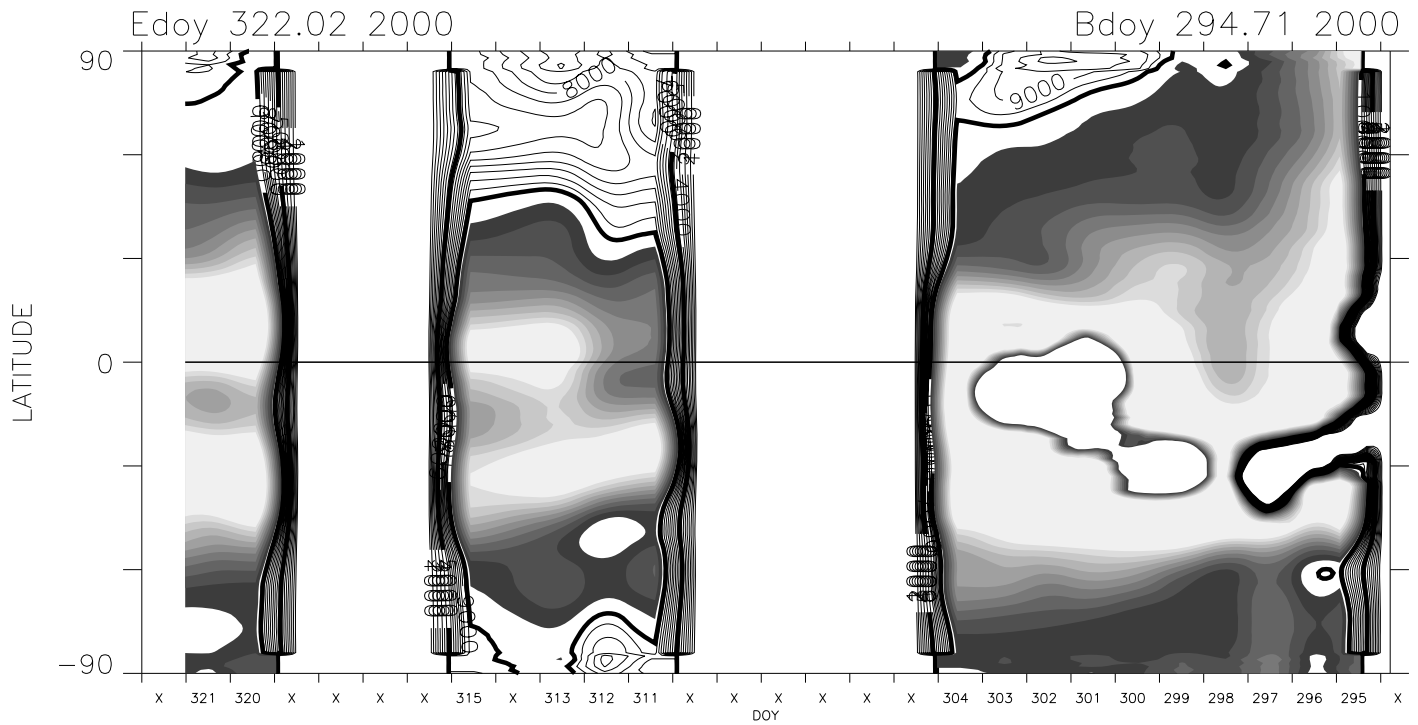 Edoy 322.02 2000 Bdoy 294.71 2000
90
8000
9000
LATITUDE
0
-90
X 321 320 X X X X 315 X 313 312 311 X X X X X X 304 303 302 301 300 299 298 297 296 295 X
DOY